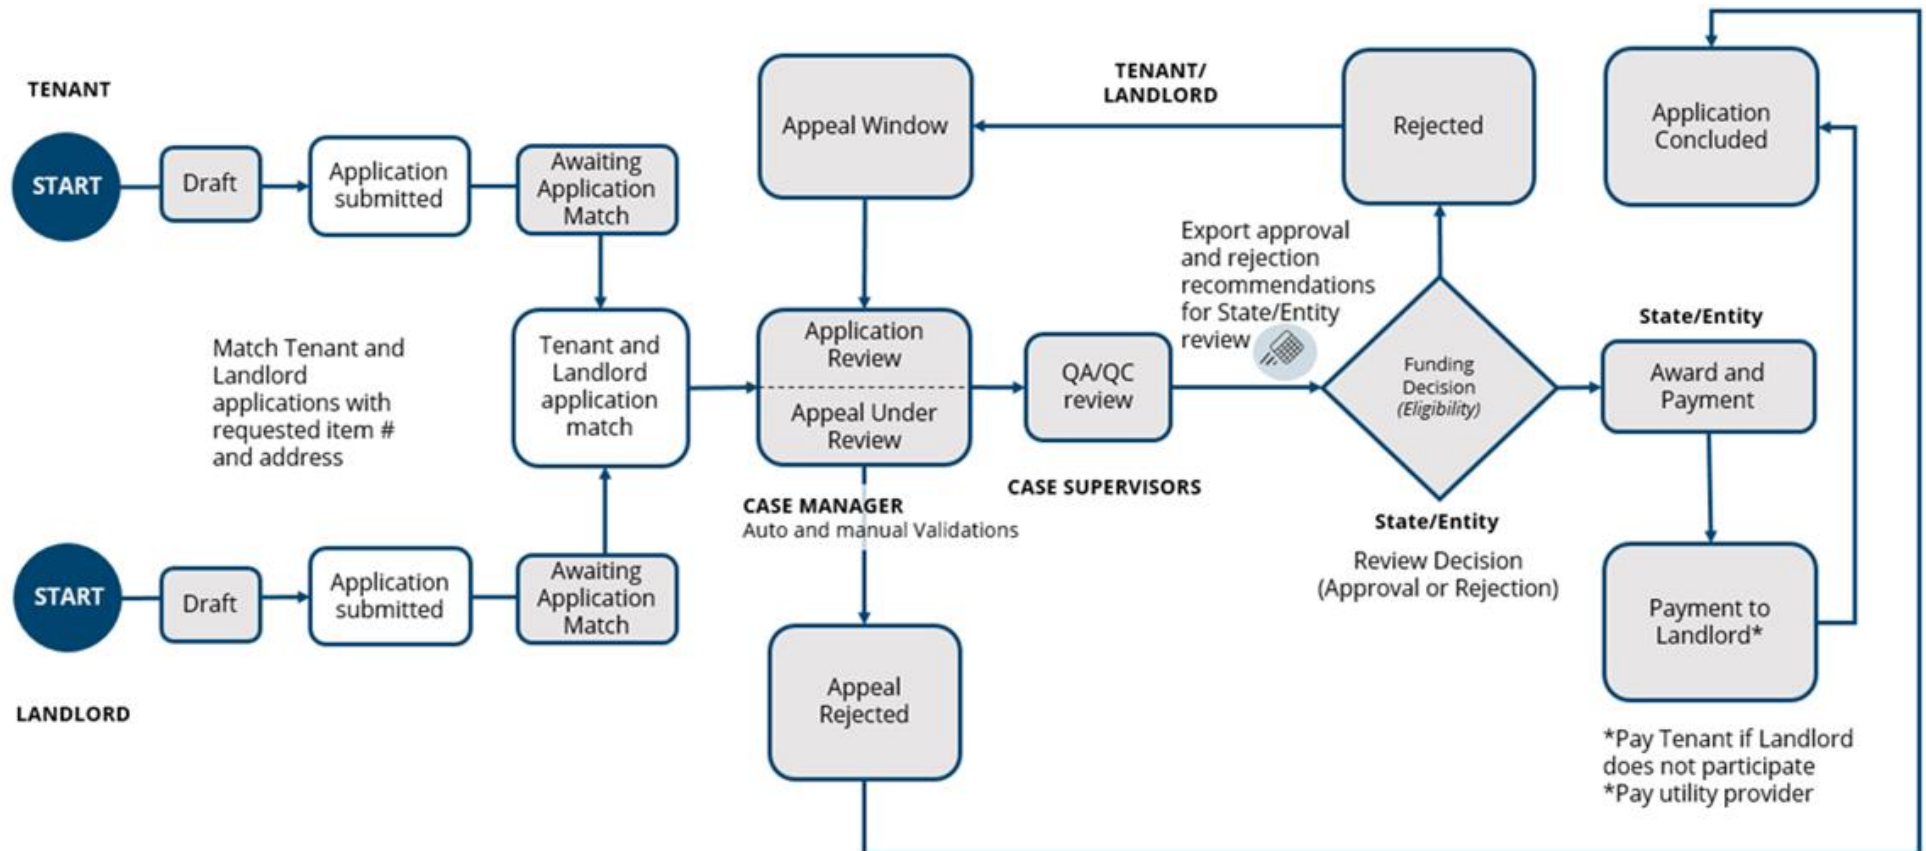 TENANT
START
Draft
Application
submitted
Awaiting
Application
Match
Match Tenant and
Landlord
applications with
requested item #
and address
Tenant and
Landlord
application
match
START
Draft
Application
submitted
Awaiting
Application
Match
LANDLORD
Appeal Window
TENANT/
LANDLORD
Rejected
Application
Concluded
Application
Review
Appeal Under
Review
CASE MANAGER
Auto and manual Validations
QA/QC
review
CASE SUPERVISORS
Export approval
and rejection
recommendations
for State/Entity
review
Funding
Decision
(Eligibility)
State/Entity
Review Decision
(Approval or Rejection)
State/Entity
Award and
Payment
Payment to
Landlord*
*Pay Tenant if Landlord
does not participate
*Pay utility provider
Appeal
Rejected